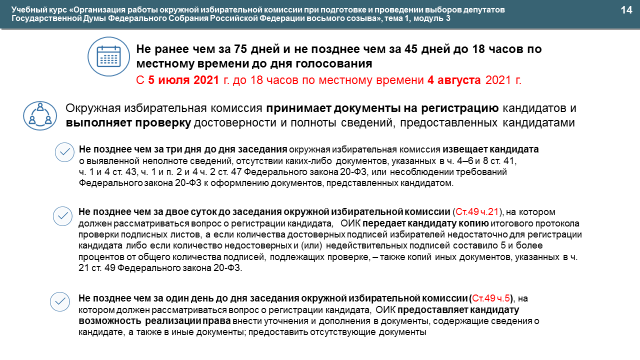 Учебный курс «Организация работы окружной избирательной комиссии при подготовке и проведении выборов депутатов
Государственной Думы Федерального Собрания Российской Федерации восьмого созыва», тема 1, модуль 3
14
Не ранее чем за 75 дней и не позднее чем за 45 дней до 18 часов по
местному времени до дня голосования
С 5 июля 2021 г. до 18 часов по местному времени 4 августа 2021 г.
Окружная избирательная комиссия принимает документы на регистрацию кандидатов и
выполняет проверку достоверности и полноты сведений, предоставленных кандидатами
Не позднее чем за три дня до дня заседания окружная избирательная комиссия извещает кандидата
о выявленной неполноте сведений, отсутствии каких-либо документов, указанных в ч. 4–6 и 8 ст. 41,
ч. 1 и 4 ст. 43, ч. 1 и п. 2 и 4 ч. 2 ст. 47 Федерального закона 20-ФЗ, или несоблюдении требований
Федерального закона 20-ФЗ к оформлению документов, представленных кандидатом.
Не позднее чем за двое суток до заседания окружной избирательной комиссии (Ст.49 ч.21), на котором
должен рассматриваться вопрос о регистрации кандидата, ОИК передает кандидату копию итогового протокола
проверки подписных листов, а если количества достоверных подписей избирателей недостаточно для регистрации
кандидата либо если количество недостоверных и (или) недействительных подписей составило 5 и более
процентов от общего количества подписей, подлежащих проверке, – также копий иных документов, указанных в ч.
21 ст. 49 Федерального закона 20-ФЗ.
Не позднее чем за один день до дня заседания окружной избирательной комиссии (Ст.49 ч.5), на
котором должен рассматриваться вопрос о регистрации кандидата, ОИК предоставляет кандидату
возможность реализации права внести уточнения и дополнения в документы, содержащие сведения о
кандидате, а также в иные документы; предоставить отсутствующие документы